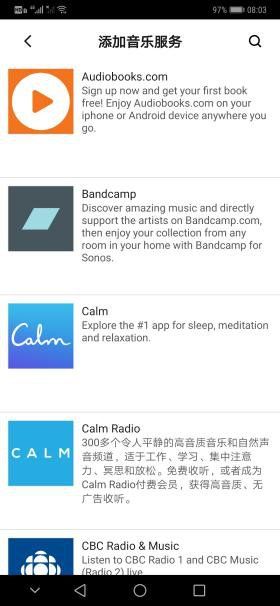 97% 08:03
添加音乐服务
Audiobooks.com
Sign up now and get your first book
free! Enjoy Audiobooks.com on your
iphone or Android device anywhere you
go.
Bandcamp
Discover amazing music and directly
support the artists on Bandcamp.com,
then enjoy your collection from any
room in your home with Bandcamp for
Sonos.
Calm
Calm
Explore the #1 app for sleep, meditation
and relaxation.
CALM
Calm Radio
300多个令人平静的高音质音乐和自然声
音频道，适于工作、学习、集中注意
力、冥思和放松。免费收听，或者成为
Calm Radio付费会员，获得高音质、无
广告收听。
CBC Radio & Music
Listen to CBC Radio 1 and CBC Music
(Radio 2) live